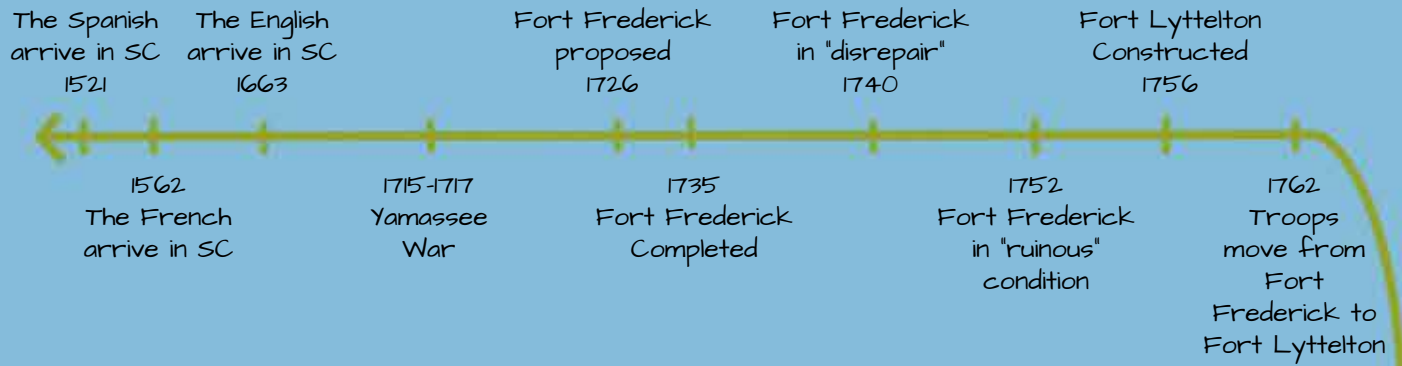 The Spanish
arrive in SC
1521
The English
arrive in SC
1663
Fort Frederick
proposed
1726
Fort Frederick
in "disrepair"
1740
Fort Lyttelton
Constructed
1756
1562
The French
arrive in SC
1715-1717
Yamassee
War
1735
Fort Frederick
Completed
1752
Fort Frederick
in "ruinous"
condition
1762
Troops
move from
Fort
Frederick to
Fort Lyttelton